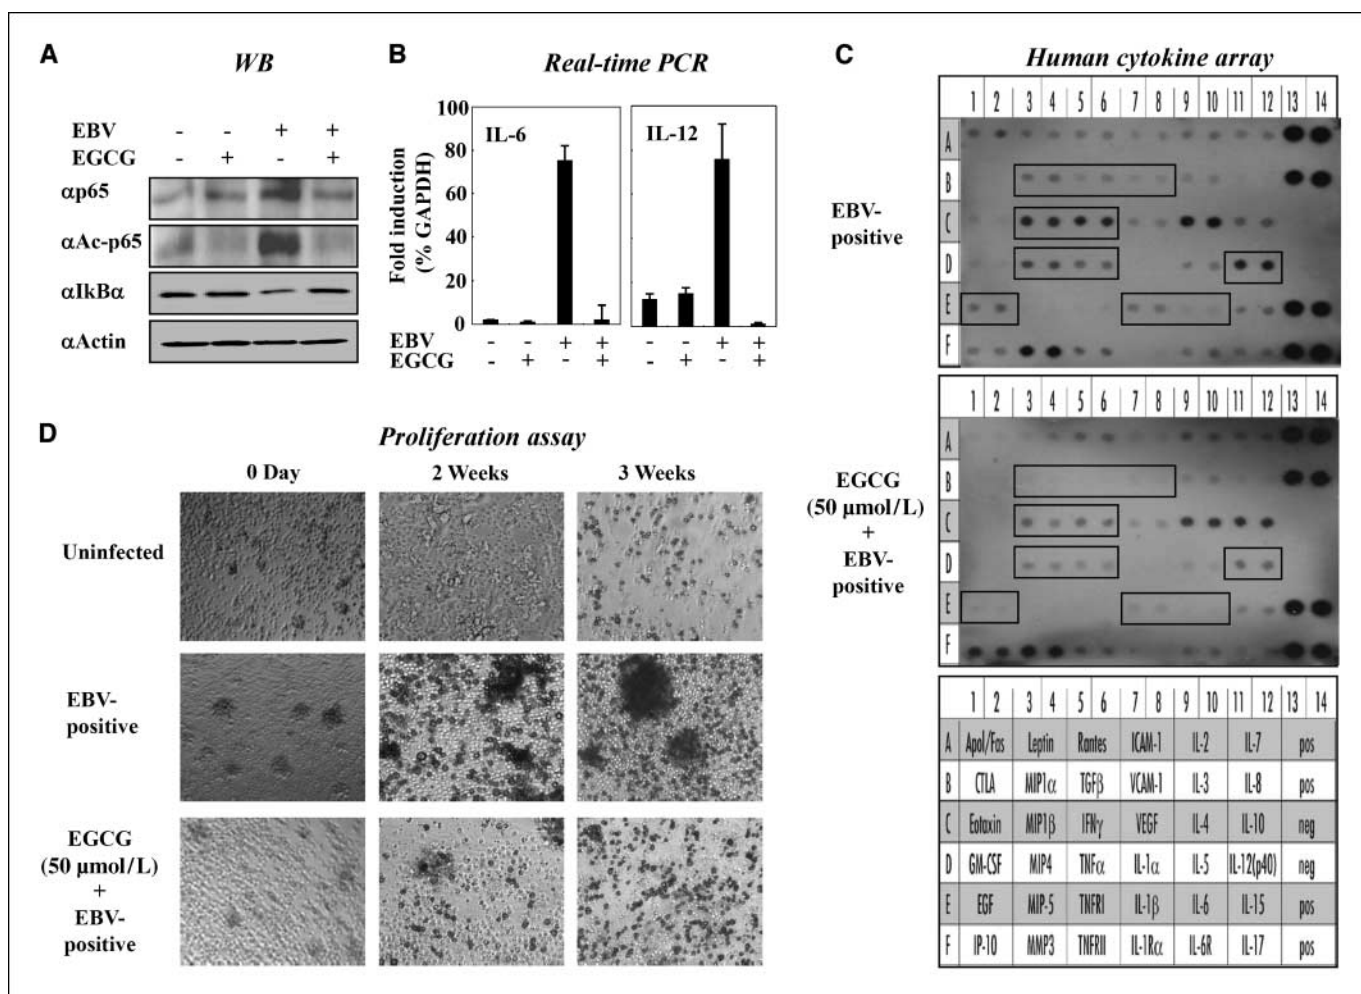 A
WB
EBV - - + +
EGCG - + - +
αp65
αAc-p65
αIkBα
αActin
B
Real-time PCR
Fold induction
(% GAPDH)
100
80
60
40
20
0
IL-6
IL-12
EBV - - + + - - + +
EGCG - + - + - + - +
C
Human cytokine array
1 2 3 4 5 6 7 8 9 10 11 12 13 14
EBV-
positive
A
B
C
D
E
F
1 2 3 4 5 6 7 8 9 10 11 12 13 14
EGCG
(50 μmol/L)
+
EBV-
positive
A
B
C
D
E
F
1 2 3 4 5 6 7 8 9 10 11 12 13 14
A Apol/Fas Leptin Rantes ICAM-1 IL-2 IL-7 pos
B CTLA MIP1α TGFβ VCAM-1 IL-3 IL-8 pos
C Eotaxin MIP1β IFNγ VEGF IL-4 IL-10 neg
D GM-CSF MIP4 TNFα IL-1α IL-5 IL-12(p40) neg
E EGF MIP-5 TNFRI IL-1β IL-6 IL-15 pos
F IP-10 MMP3 TNFRII IL-1Rα IL-6R IL-17 pos
D
Proliferation assay
0 Day 2 Weeks 3 Weeks
Uninfected
EBV-
positive
EGCG
(50 μmol/L)
+
EBV-
positive